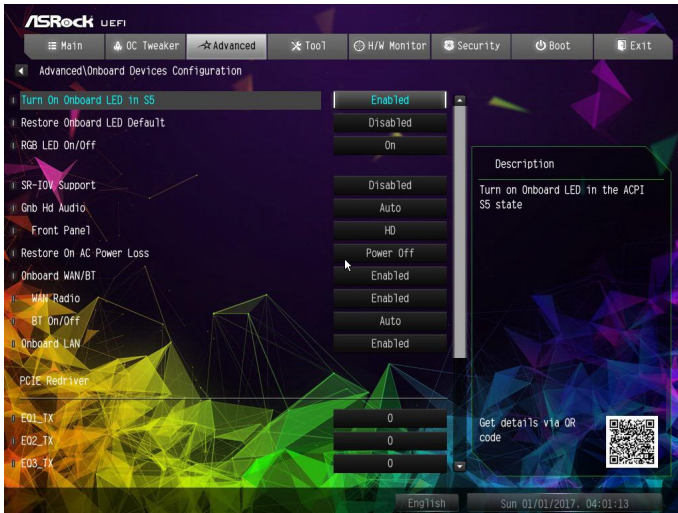 ASRock UEFI
Main OC Tweaker Advanced Tool H/W Monitor Security Boot Exit
Advanced\Onboard Devices Configuration
Turn On Onboard LED in S5 Enabled
Restore Onboard LED Default Disabled
RGB LED On/Off On
SR-IOV Support Disabled
Gnb Hd Audio Auto
Front Panel HD
Restore On AC Power Loss Power Off
Onboard WAN/BT Enabled
WAN Radio Enabled
BT On/Off Auto
Onboard LAN Enabled
PCIE Redriver
EQ1_TX 0
EQ2_TX 0
EQ3_TX 0
Description
Turn on Onboard LED in the ACPI
S5 state
Get details via QR
code
English Sun 01/01/2017. 04:01:13